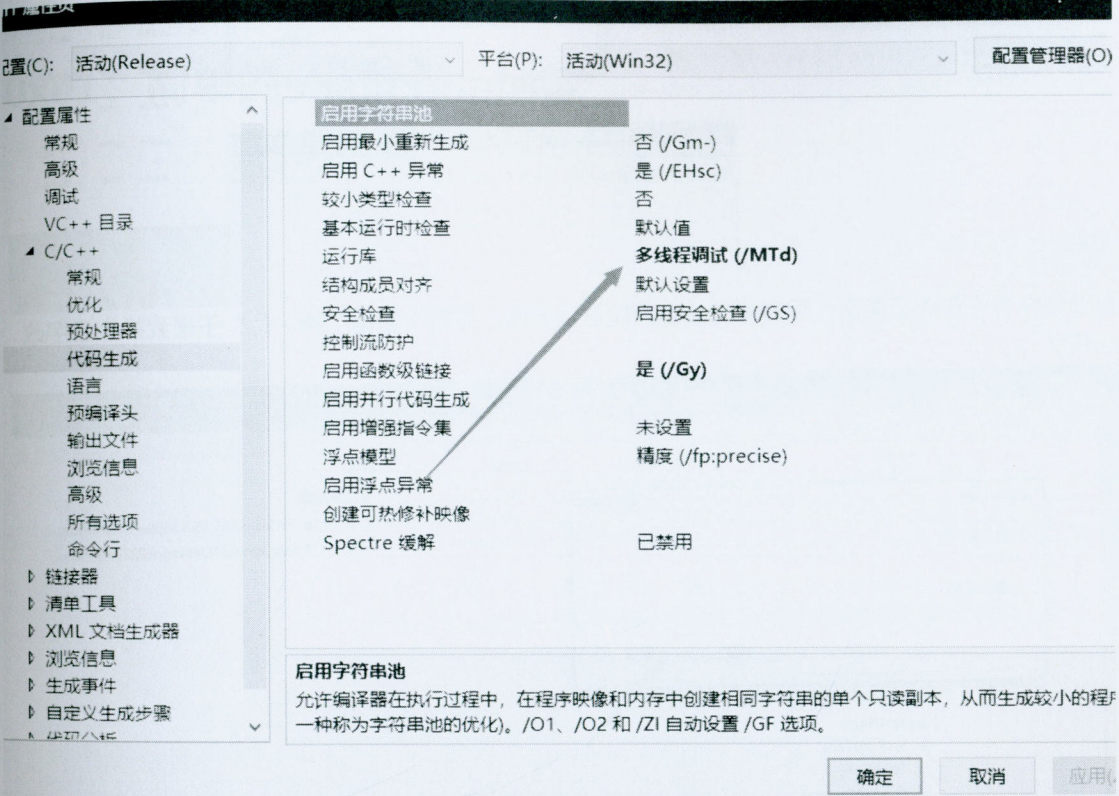 属性页
配置(C):
活动(Release)
平台(P):
活动(Win32)
配置管理器(O)
配置属性
常规
高级
调试
VC++ 目录
C/C++
常规
优化
预处理器
代码生成
语言
预编译头
输出文件
浏览信息
高级
所有选项
命令行
链接器
清单工具
XML 文档生成器
浏览信息
生成事件
自定义生成步骤
代码分析
启用字符串池
启用最小重新生成 否 (/Gm-)
启用 C++ 异常 是 (/EHsc)
较小类型检查 否
基本运行时检查 默认值
运行库 多线程调试 (/MTd)
结构成员对齐 默认设置
安全检查 启用安全检查 (/GS)
控制流防护
启用函数级链接 是 (/Gy)
启用并行代码生成
启用增强指令集 未设置
浮点模型 精度 (/fp:precise)
启用浮点异常
创建可热修补映像
Spectre 缓解 已禁用
启用字符串池
允许编译器在执行过程中，在程序映像和内存中创建相同字符串的单个只读副本，从而生成较小的程序
一种称为字符串池的优化)。/O1、/O2 和 /ZI 自动设置 /GF 选项。
确定
取消
应用(